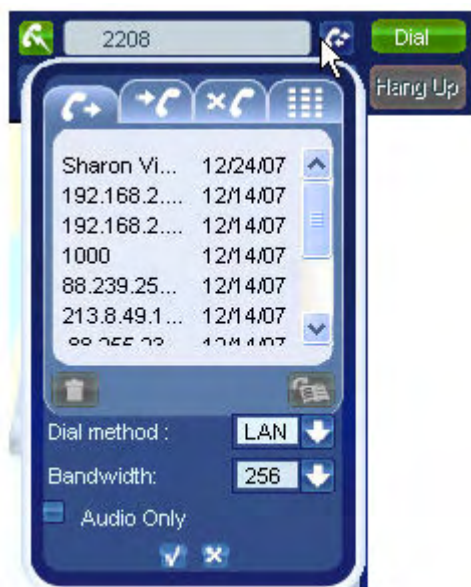 2208 Dial
Hang Up
Sharon Vi... 12/24/07
192.168.2.... 12/14/07
192.168.2.... 12/14/07
1000 12/14/07
88.239.25... 12/14/07
213.8.49.1... 12/14/07
Dial method : LAN
Bandwidth: 256
Audio Only